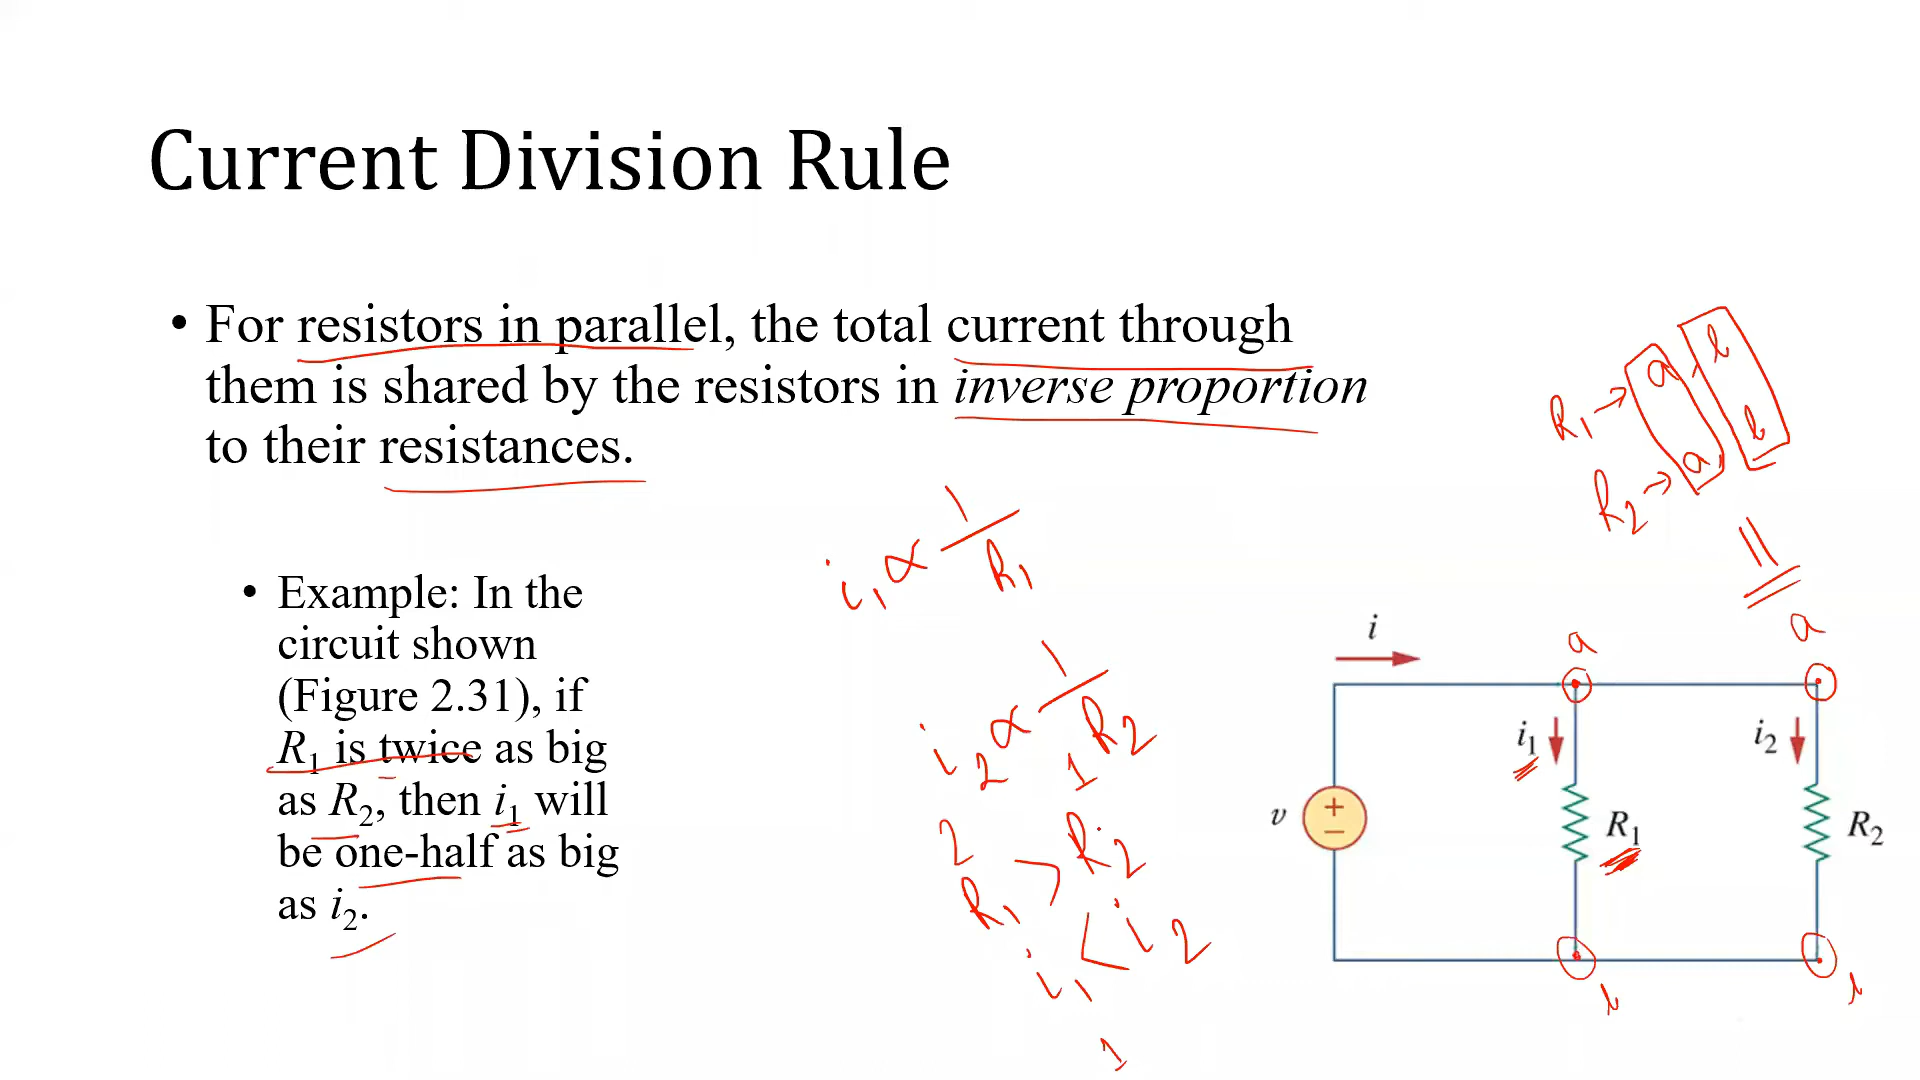 Current Division Rule
• For resistors in parallel, the total current through
them is shared by the resistors in inverse proportion
to their resistances.
• Example: In the
circuit shown
(Figure 2.31), if
R₁ is twice as big
as R₂, then i₁ will
be one-half as big
as i₂.
i₁ ∝ 1/R₁
i₂ ∝ 1/R₂
2 1
R₁ > R₂
i₁ < i₂
1
R₁ → a, b
R₂ → a, b
||
i
a
a
i₁
i₂
v
+
−
R₁
R₂
b
b